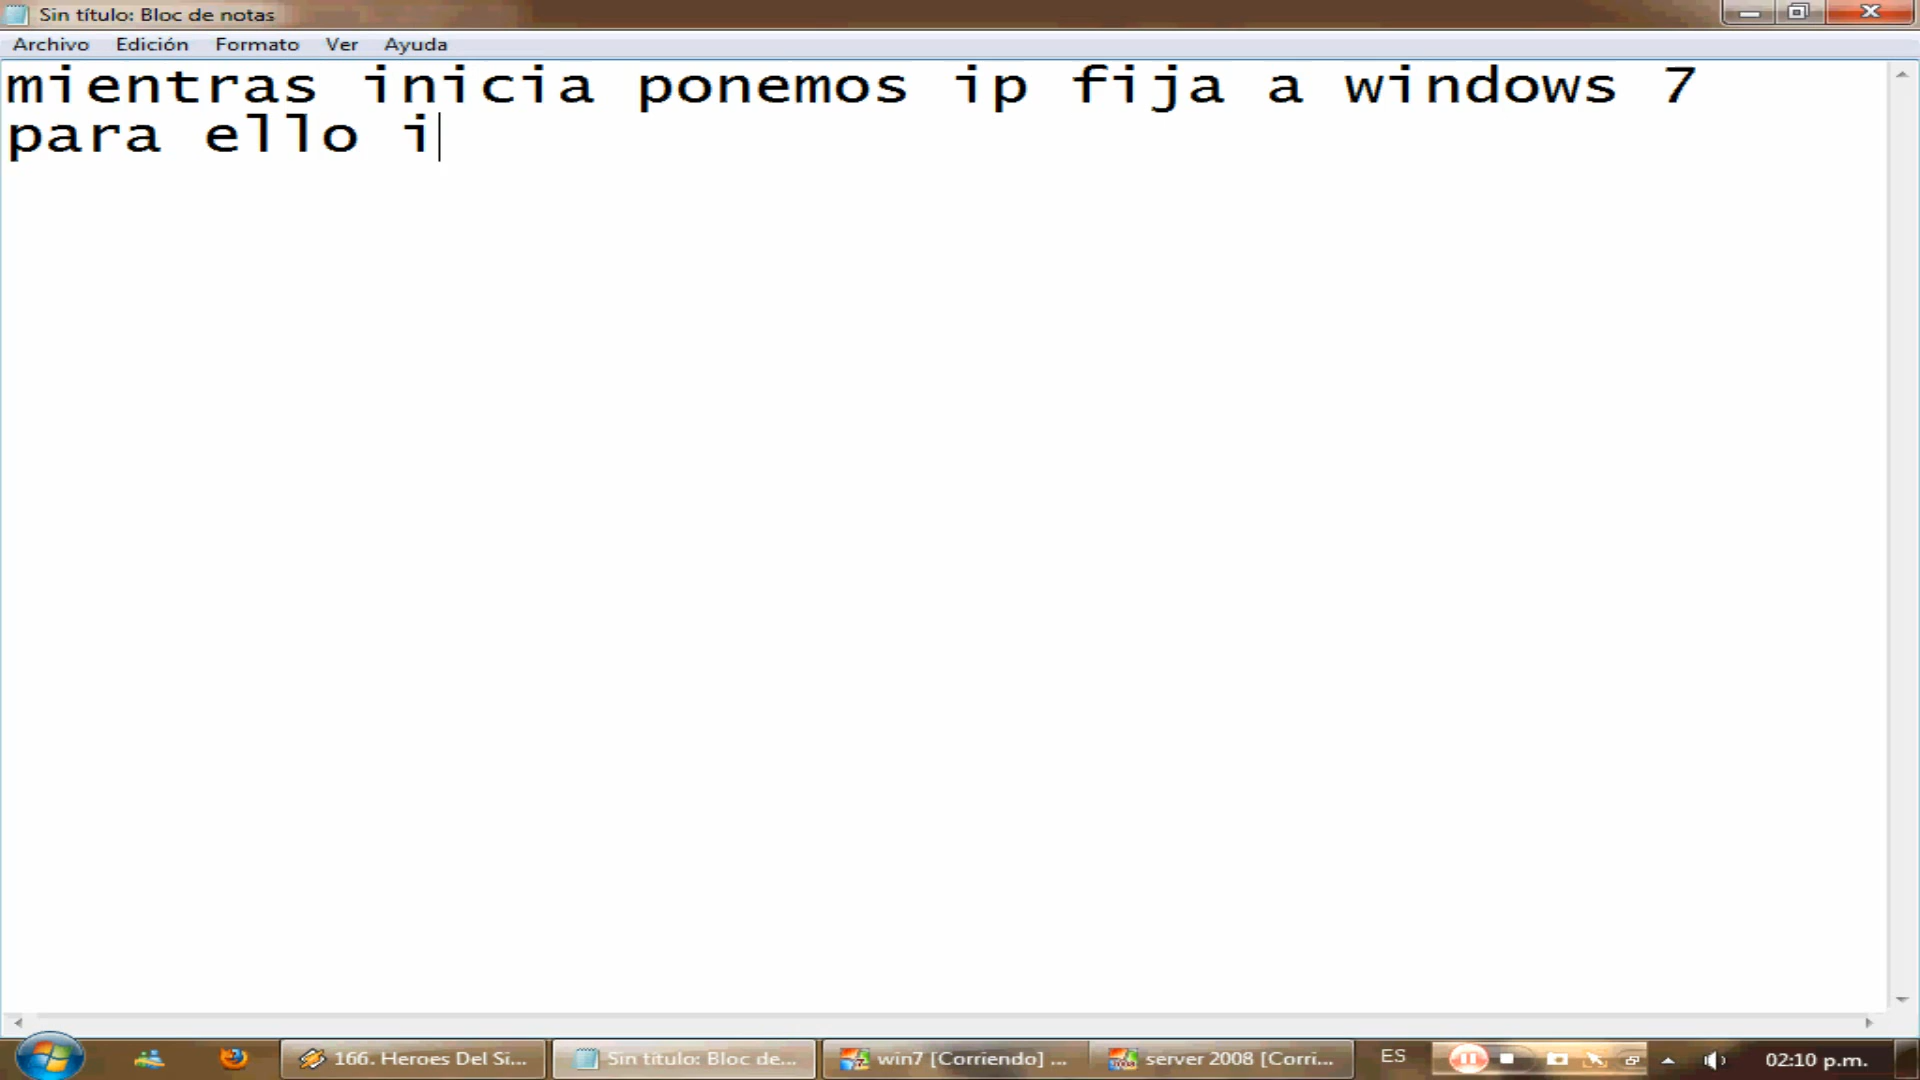 Sin título: Bloc de notas
Archivo Edición Formato Ver Ayuda
mientras inicia ponemos ip fija a windows 7
para ello i
166. Heroes Del Si... Sin título: Bloc de... win7 [Corriendo] ... server 2008 [Corri... ES 02:10 p.m.